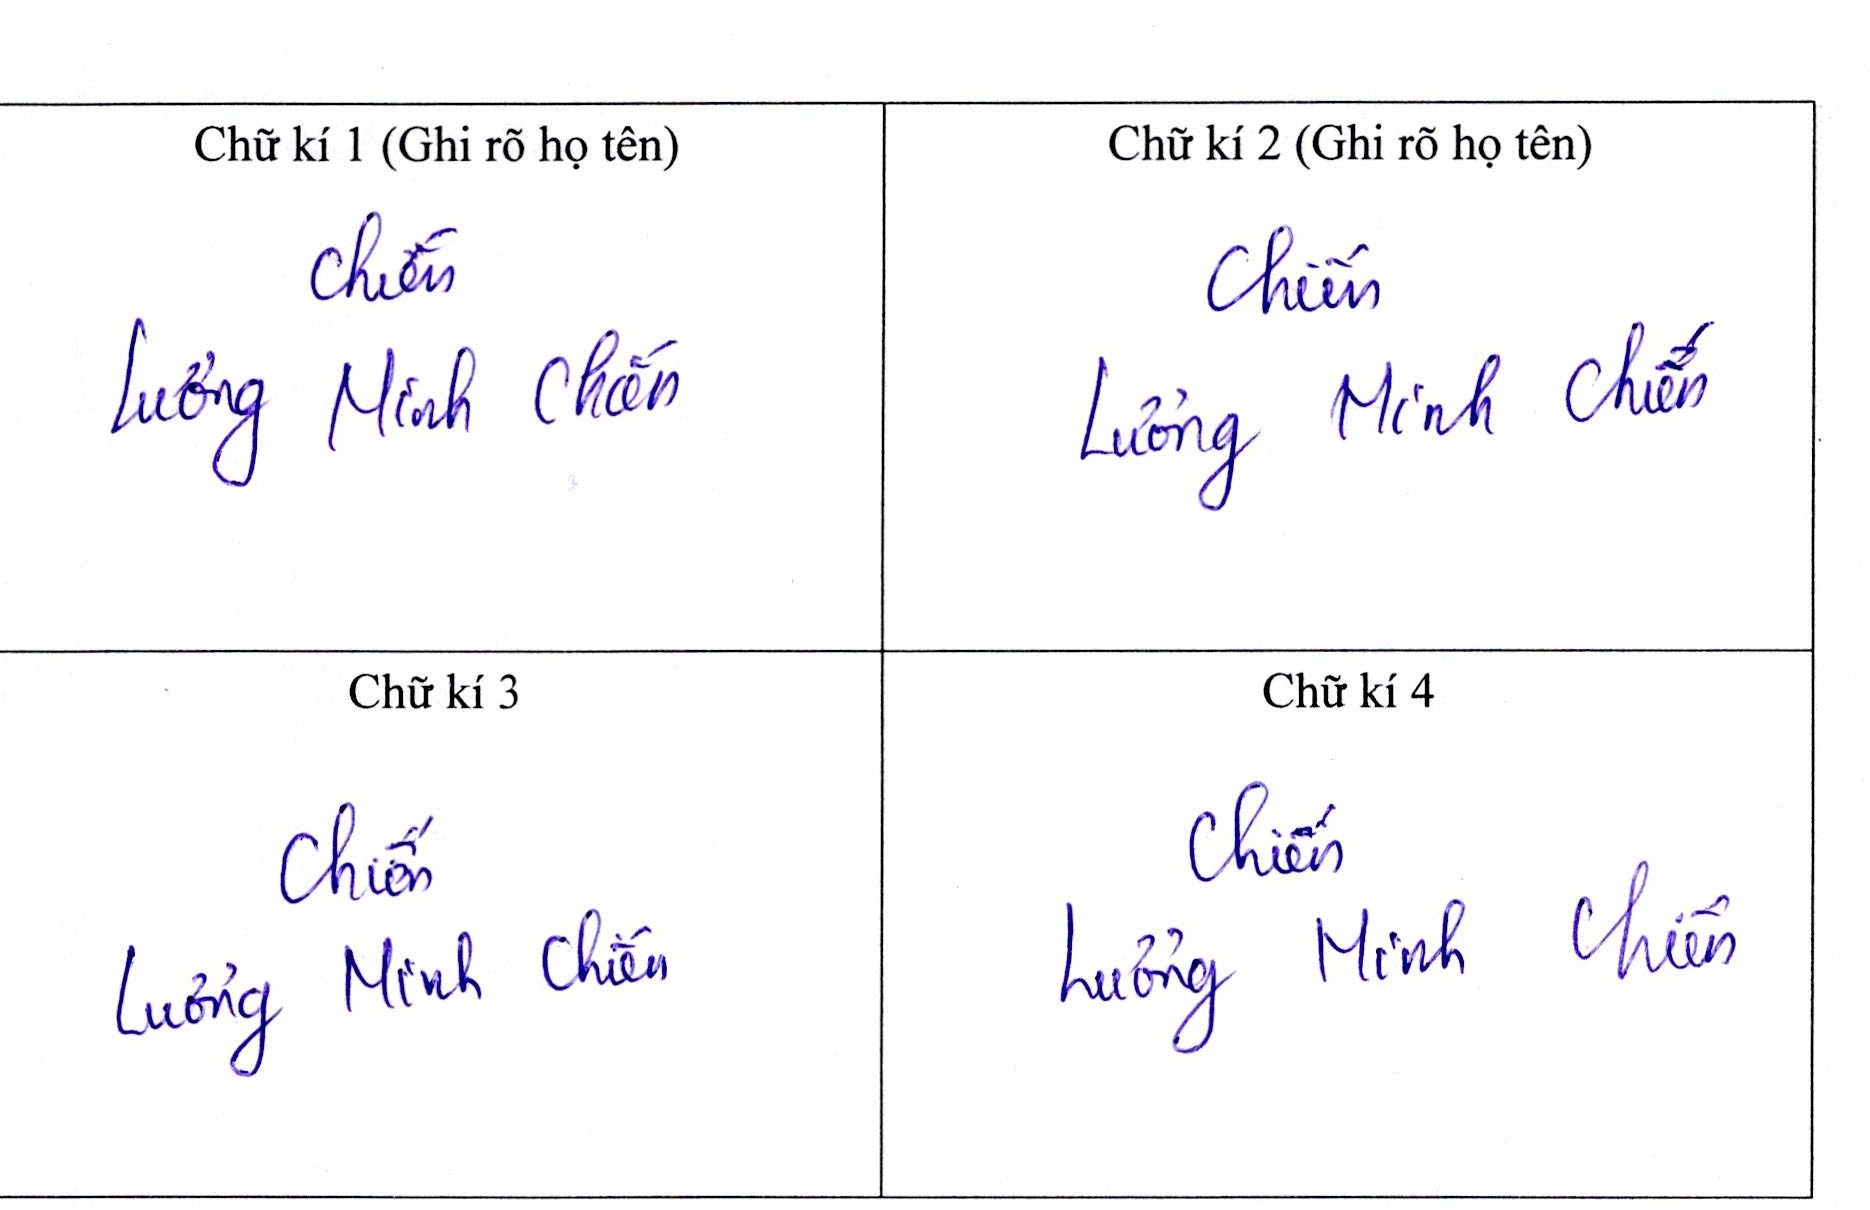 Chữ kí 1 (Ghi rõ họ tên)
Chiến
Lưởng Minh Chiến
Chữ kí 2 (Ghi rõ họ tên)
Chiến
Lưởng Minh Chiến
Chữ kí 3
Chiến
Lưởng Minh Chiến
Chữ kí 4
Chiến
Lưởng Minh Chiến